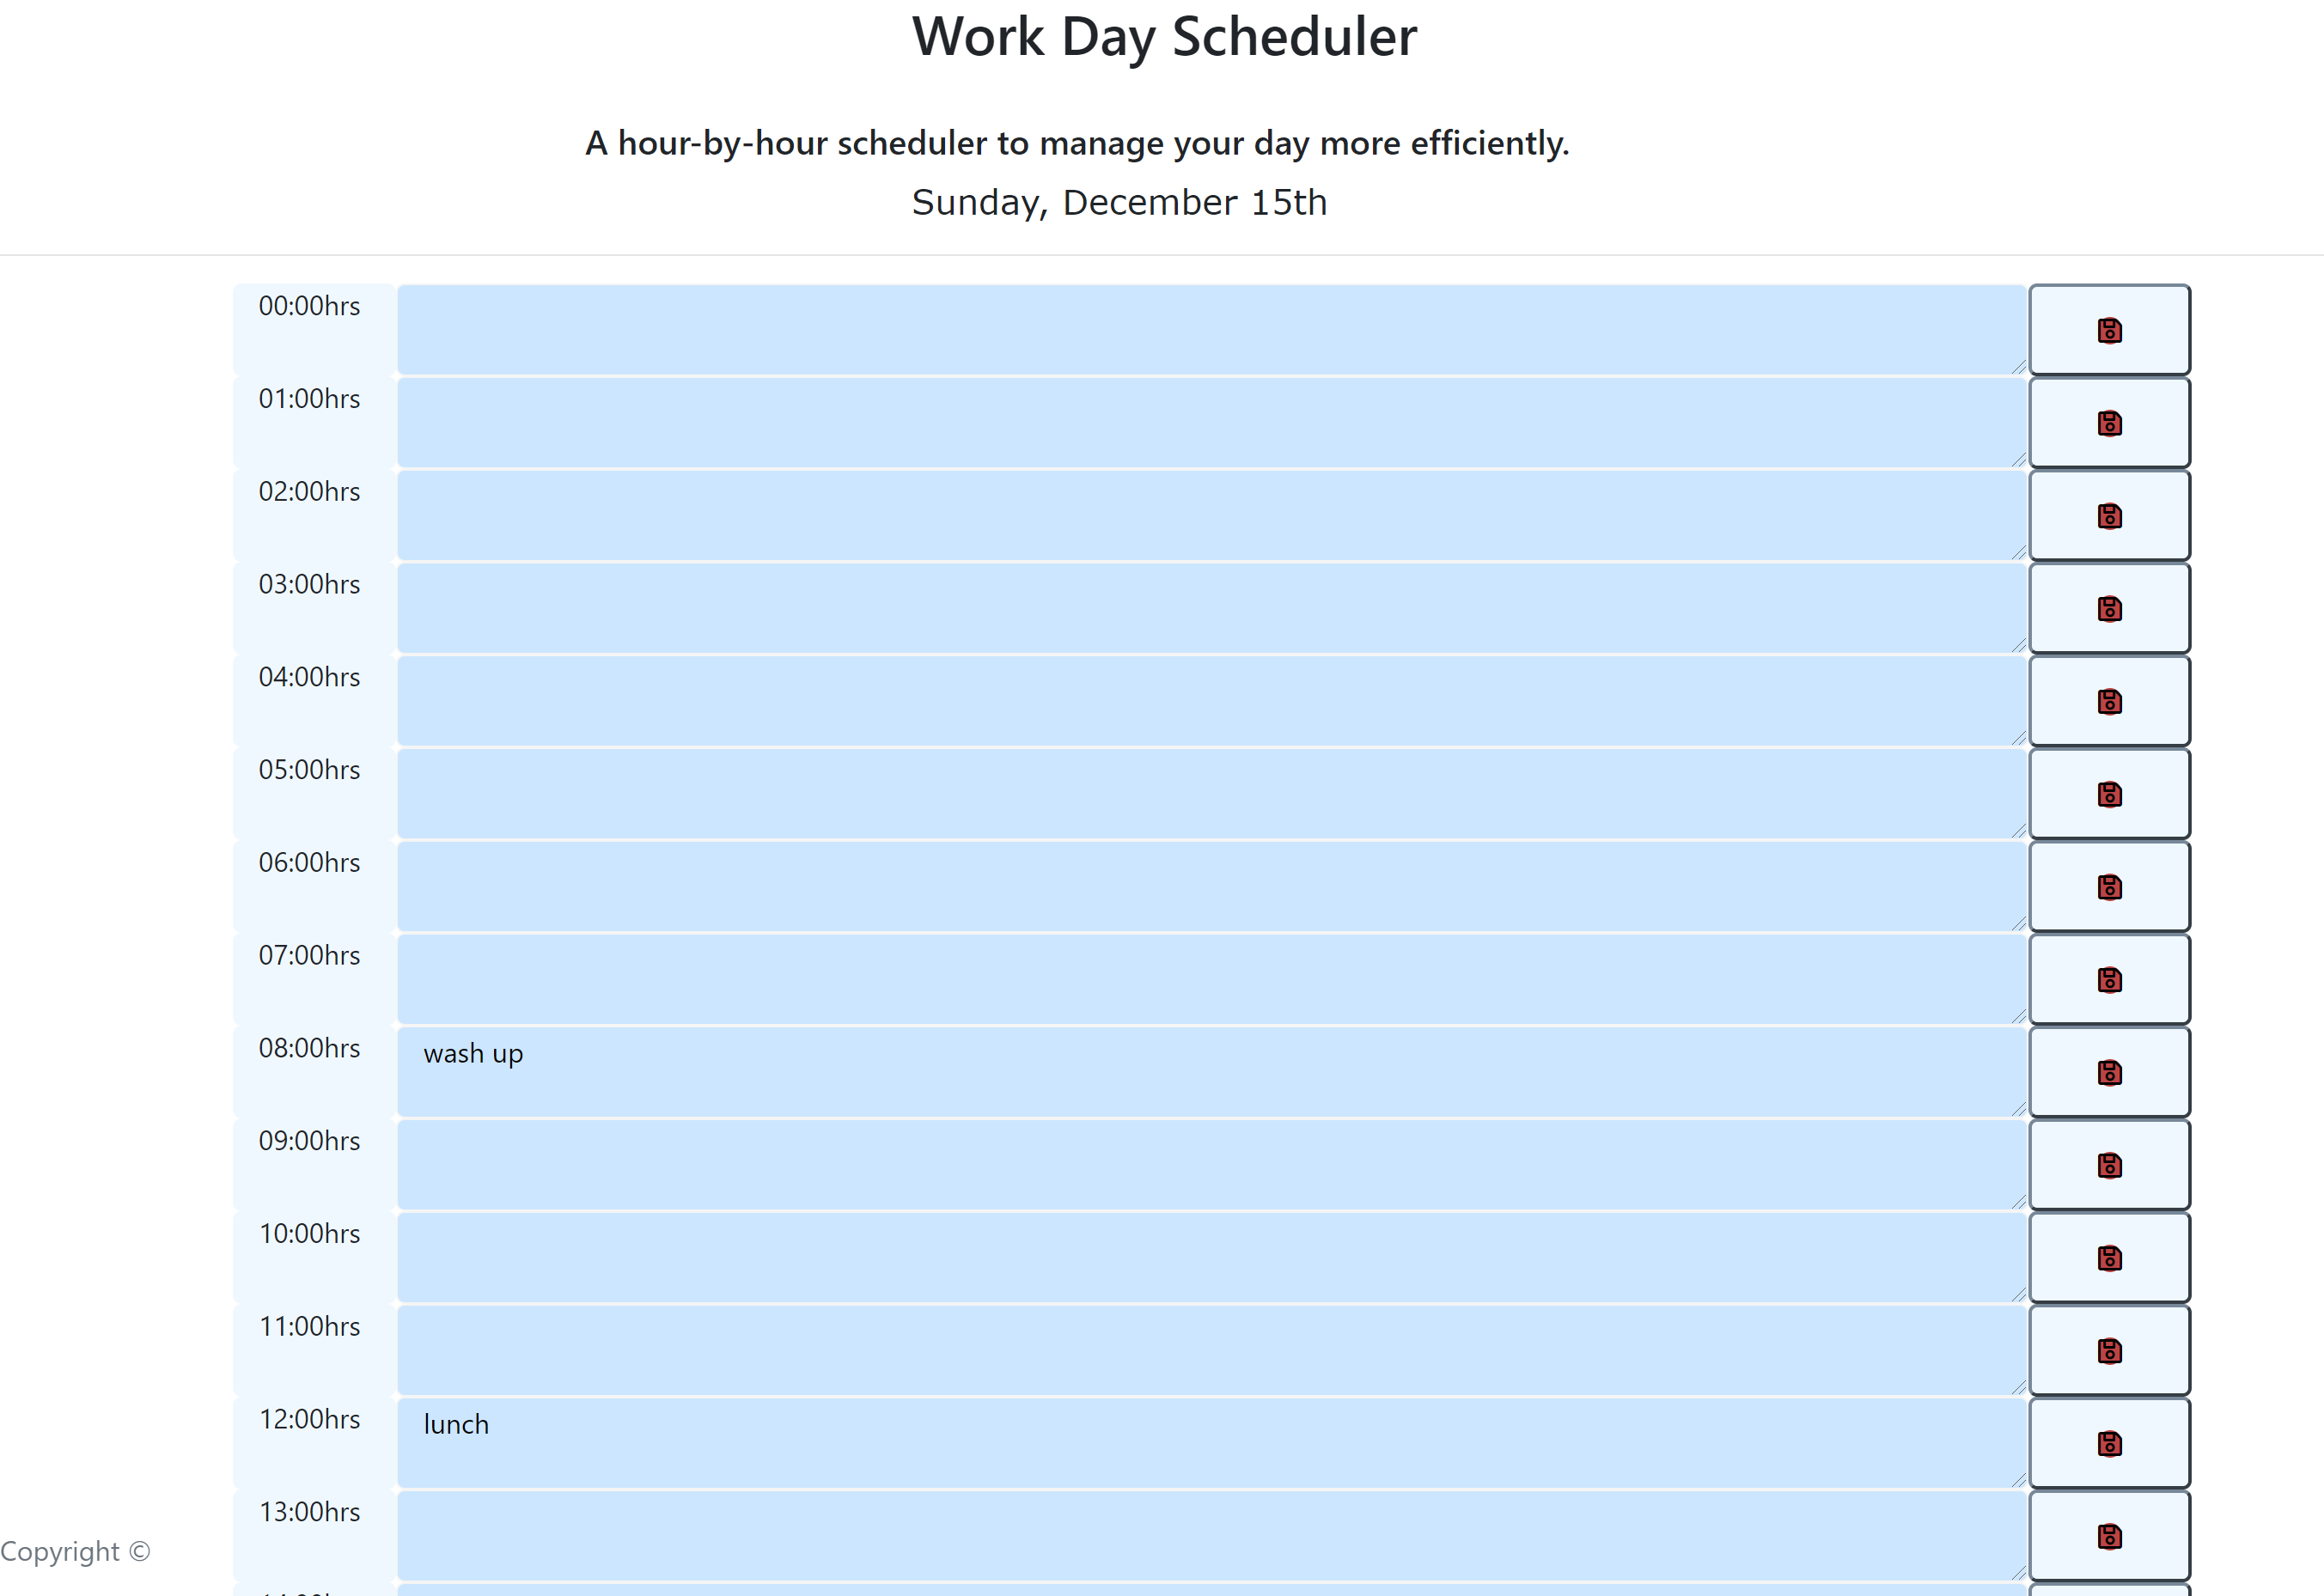 Work Day Scheduler
A hour-by-hour scheduler to manage your day more efficiently.
Sunday, December 15th
00:00hrs
01:00hrs
02:00hrs
03:00hrs
04:00hrs
05:00hrs
06:00hrs
07:00hrs
08:00hrs wash up
09:00hrs
10:00hrs
11:00hrs
12:00hrs lunch
13:00hrs
Copyright ©